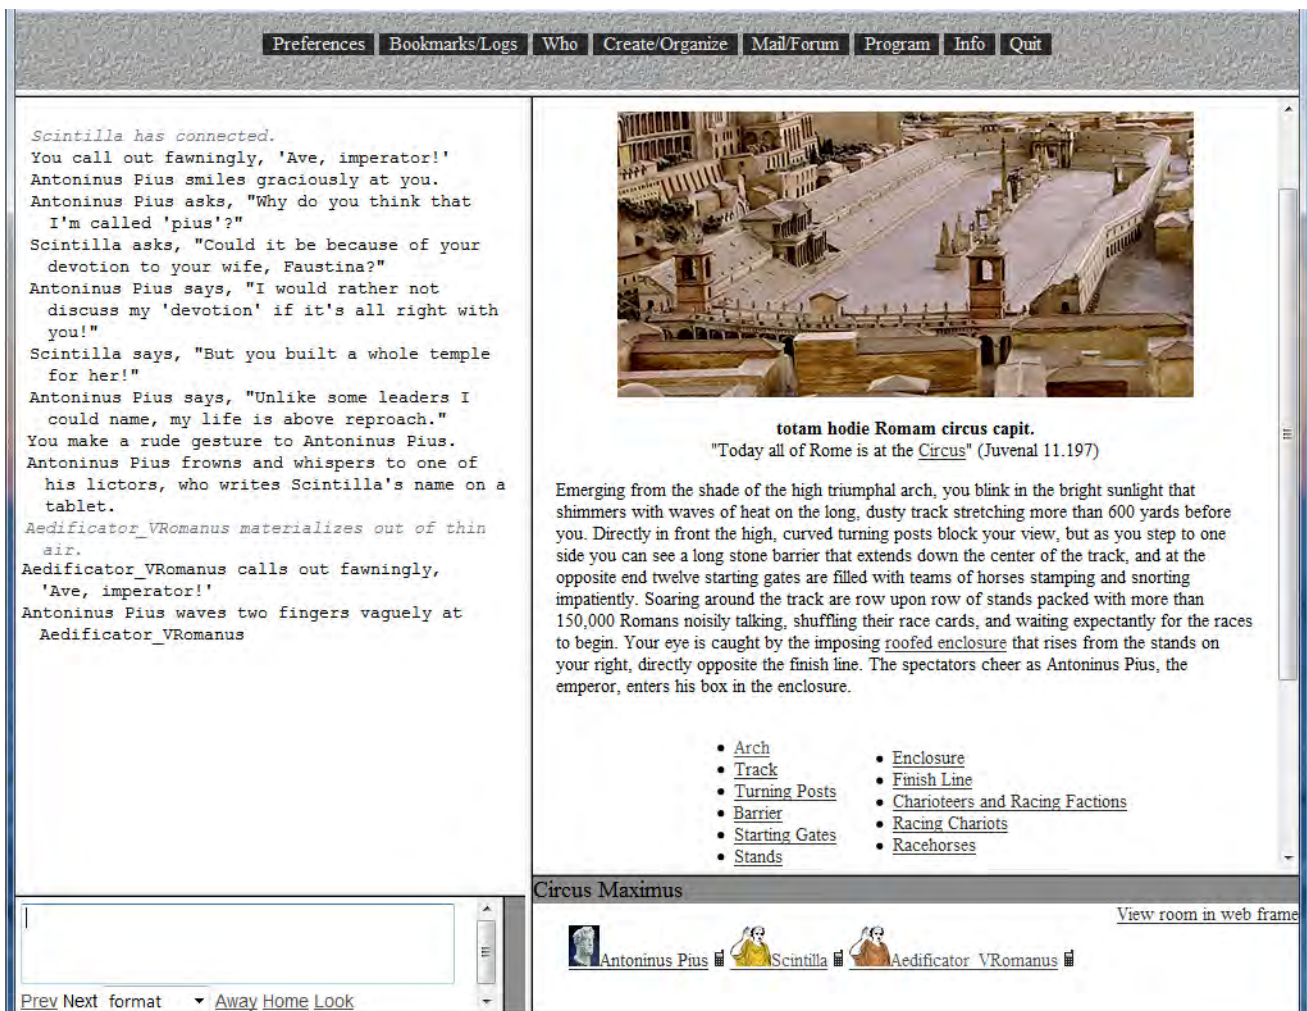 Preferences Bookmarks/Logs Who Create/Organize Mail/Forum Program Info Quit
Scintilla has connected.
You call out fawningly, 'Ave, imperator!'
Antoninus Pius smiles graciously at you.
Antoninus Pius asks, "Why do you think that
I'm called 'pius'?"
Scintilla asks, "Could it be because of your
devotion to your wife, Faustina?"
Antoninus Pius says, "I would rather not
discuss my 'devotion' if it's all right with
you!"
Scintilla says, "But you built a whole temple
for her!"
Antoninus Pius says, "Unlike some leaders I
could name, my life is above reproach."
You make a rude gesture to Antoninus Pius.
Antoninus Pius frowns and whispers to one of
his lictors, who writes Scintilla's name on a
tablet.
Aedificator_VRomanus materializes out of thin
air.
Aedificator_VRomanus calls out fawningly,
'Ave, imperator!'
Antoninus Pius waves two fingers vaguely at
Aedificator_VRomanus
Prev Next format Away Home Look
totam hodie Romam circus capit.
"Today all of Rome is at the Circus" (Juvenal 11.197)
Emerging from the shade of the high triumphal arch, you blink in the bright sunlight that
shimmers with waves of heat on the long, dusty track stretching more than 600 yards before
you. Directly in front the high, curved turning posts block your view, but as you step to one
side you can see a long stone barrier that extends down the center of the track, and at the
opposite end twelve starting gates are filled with teams of horses stamping and snorting
impatiently. Soaring around the track are row upon row of stands packed with more than
150,000 Romans noisily talking, shuffling their race cards, and waiting expectantly for the races
to begin. Your eye is caught by the imposing roofed enclosure that rises from the stands on
your right, directly opposite the finish line. The spectators cheer as Antoninus Pius, the
emperor, enters his box in the enclosure.
Arch
Track
Turning Posts
Barrier
Starting Gates
Stands
Enclosure
Finish Line
Charioteers and Racing Factions
Racing Chariots
Racehorses
Circus Maximus
View room in web frame
Antoninus Pius Scintilla Aedificator_VRomanus